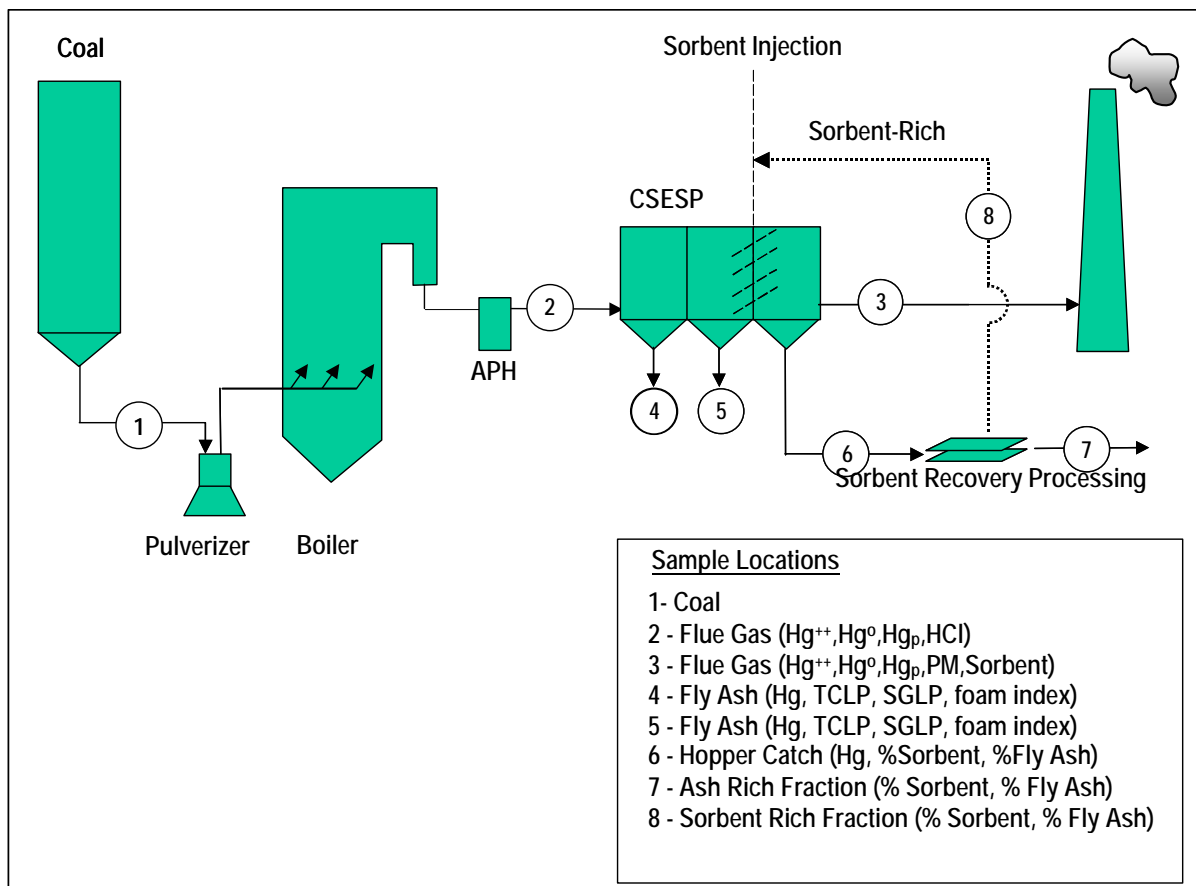 Coal
Sorbent Injection
Sorbent-Rich
CSESP
8
2
3
APH
4
5
1
6
7
Sorbent Recovery Processing
Pulverizer
Boiler
Sample Locations
1- Coal
2 - Flue Gas (Hg⁺⁺,Hg⁰,Hgₚ,HCl)
3 - Flue Gas (Hg⁺⁺,Hg⁰,Hgₚ,PM,Sorbent)
4 - Fly Ash (Hg, TCLP, SGLP, foam index)
5 - Fly Ash (Hg, TCLP, SGLP, foam index)
6 - Hopper Catch (Hg, %Sorbent, %Fly Ash)
7 - Ash Rich Fraction (% Sorbent, % Fly Ash)
8 - Sorbent Rich Fraction (% Sorbent, % Fly Ash)